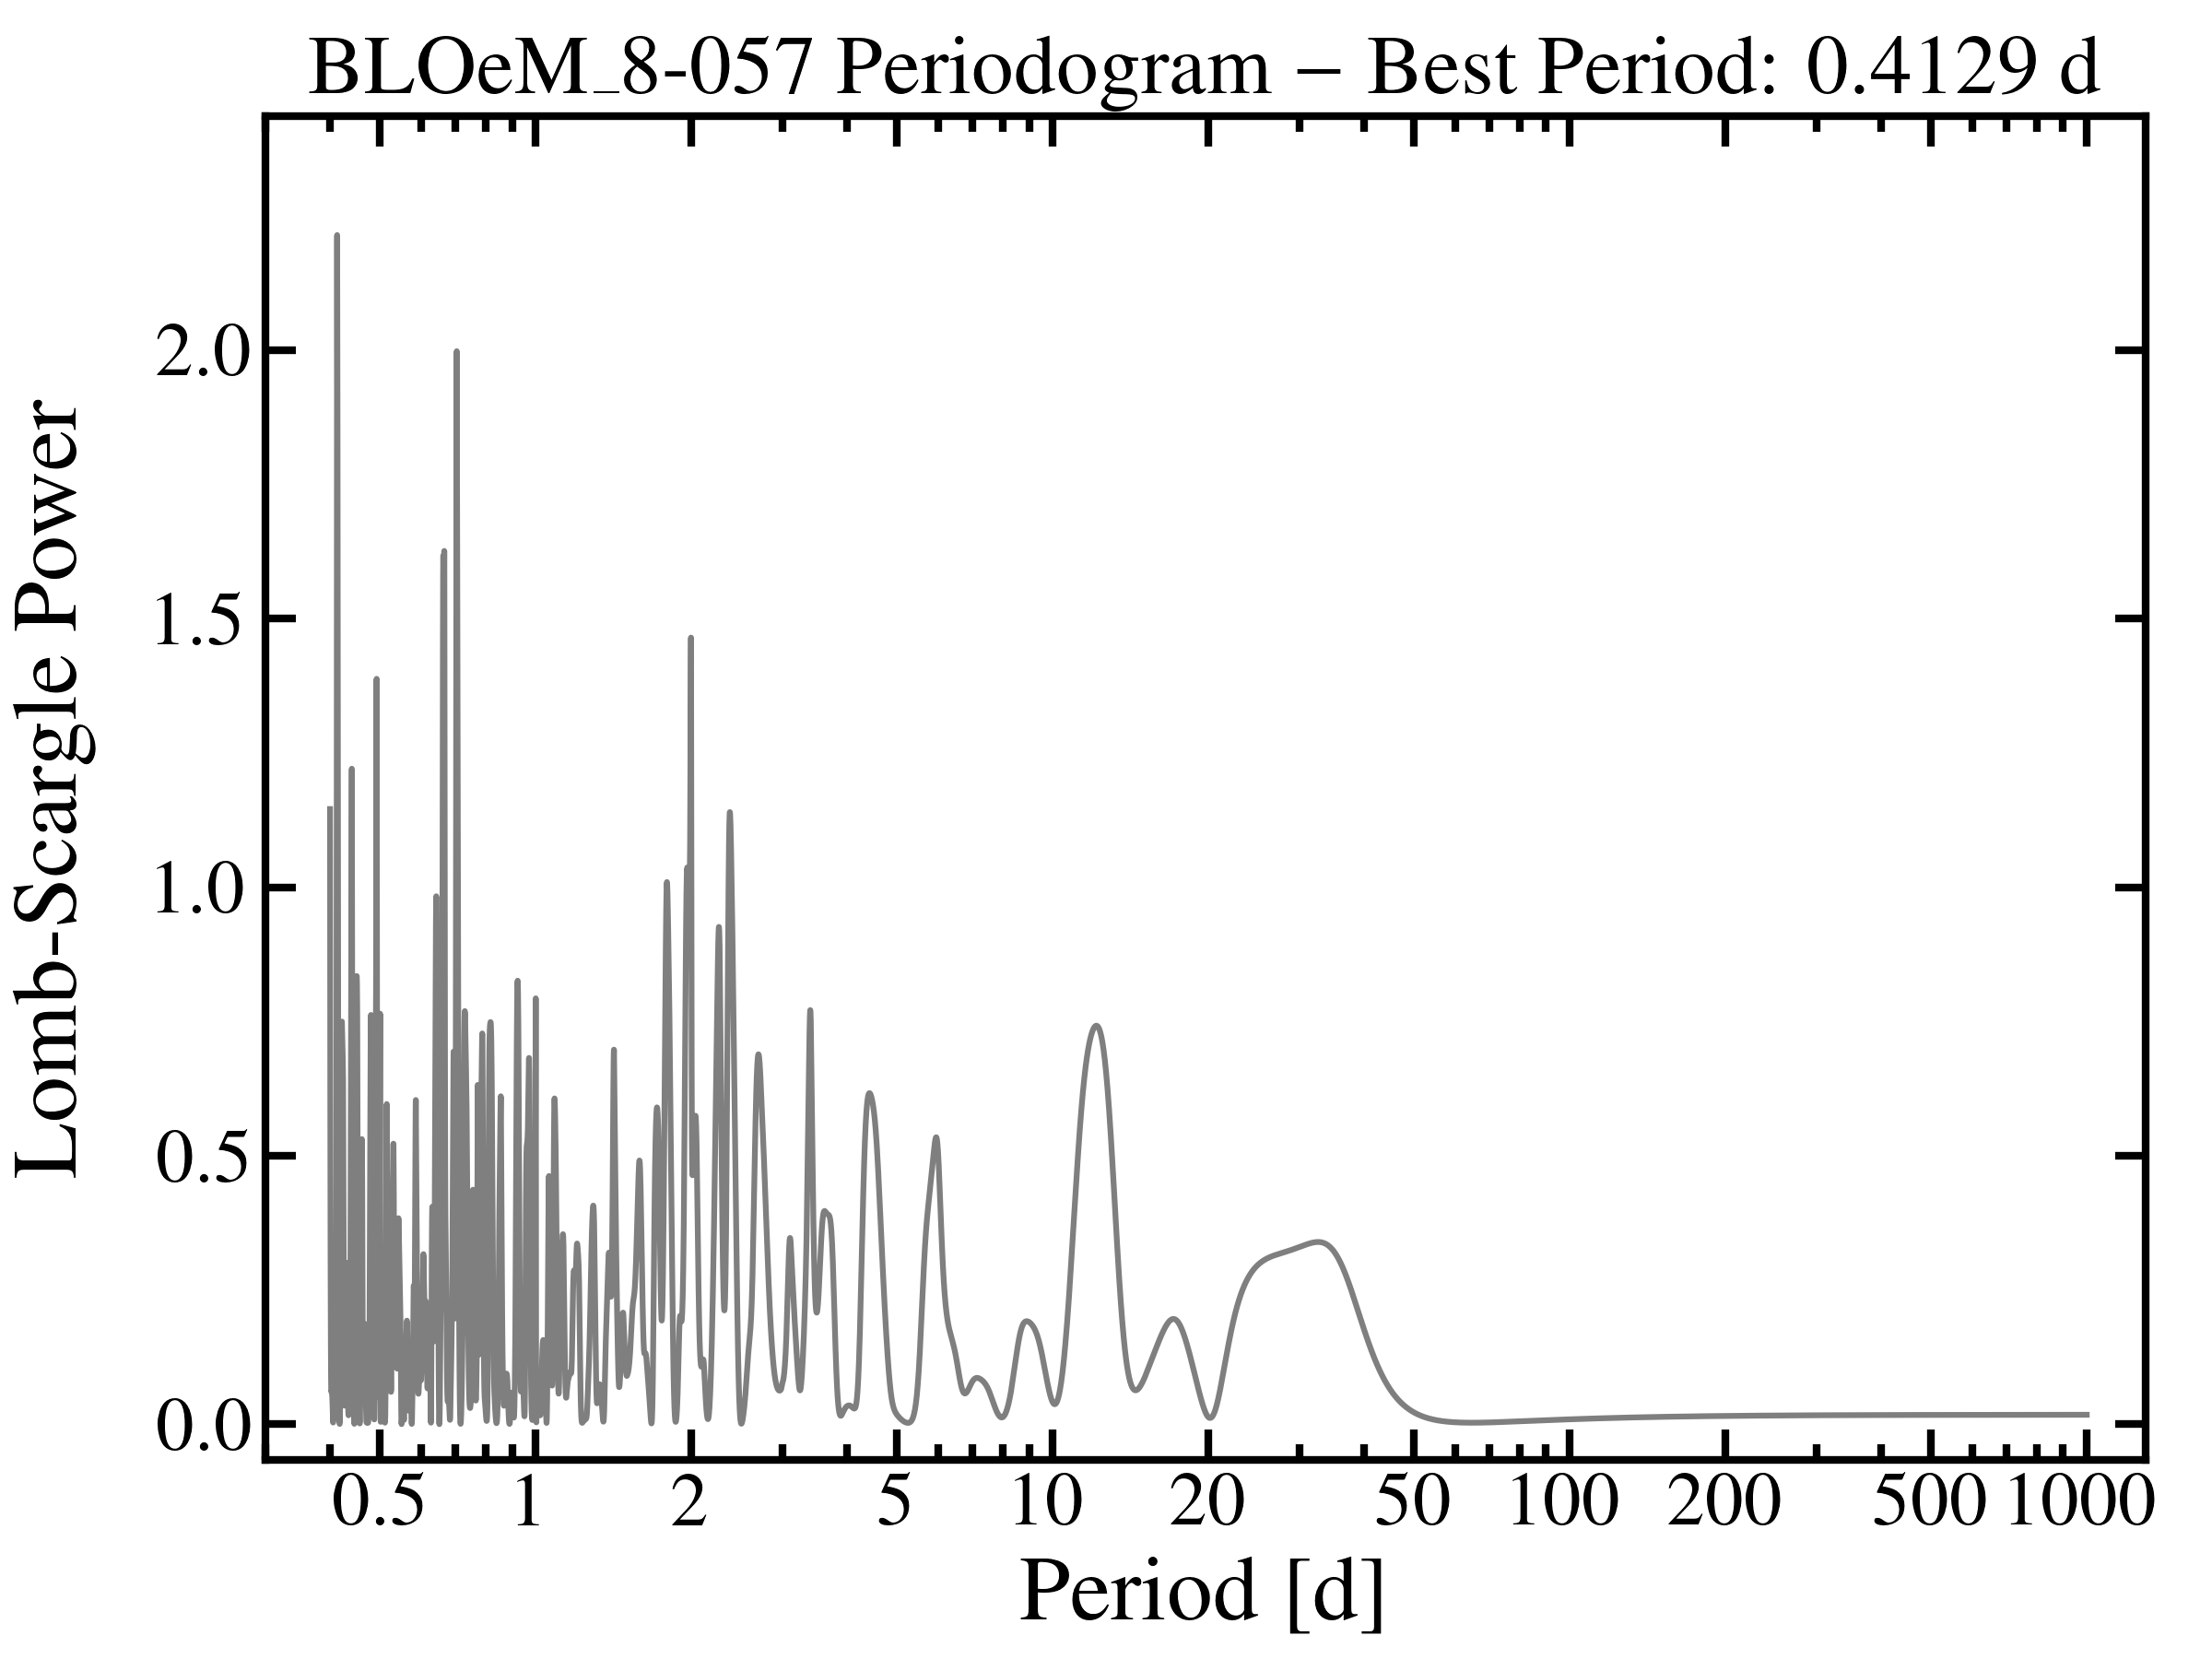 BLOeM_8-057 Periodogram — Best Period: 0.4129 d
Lomb-Scargle Power
2.0
1.5
1.0
0.5
0.0
0.5 1 2 5 10 20 50 100 200 500 1000
Period [d]